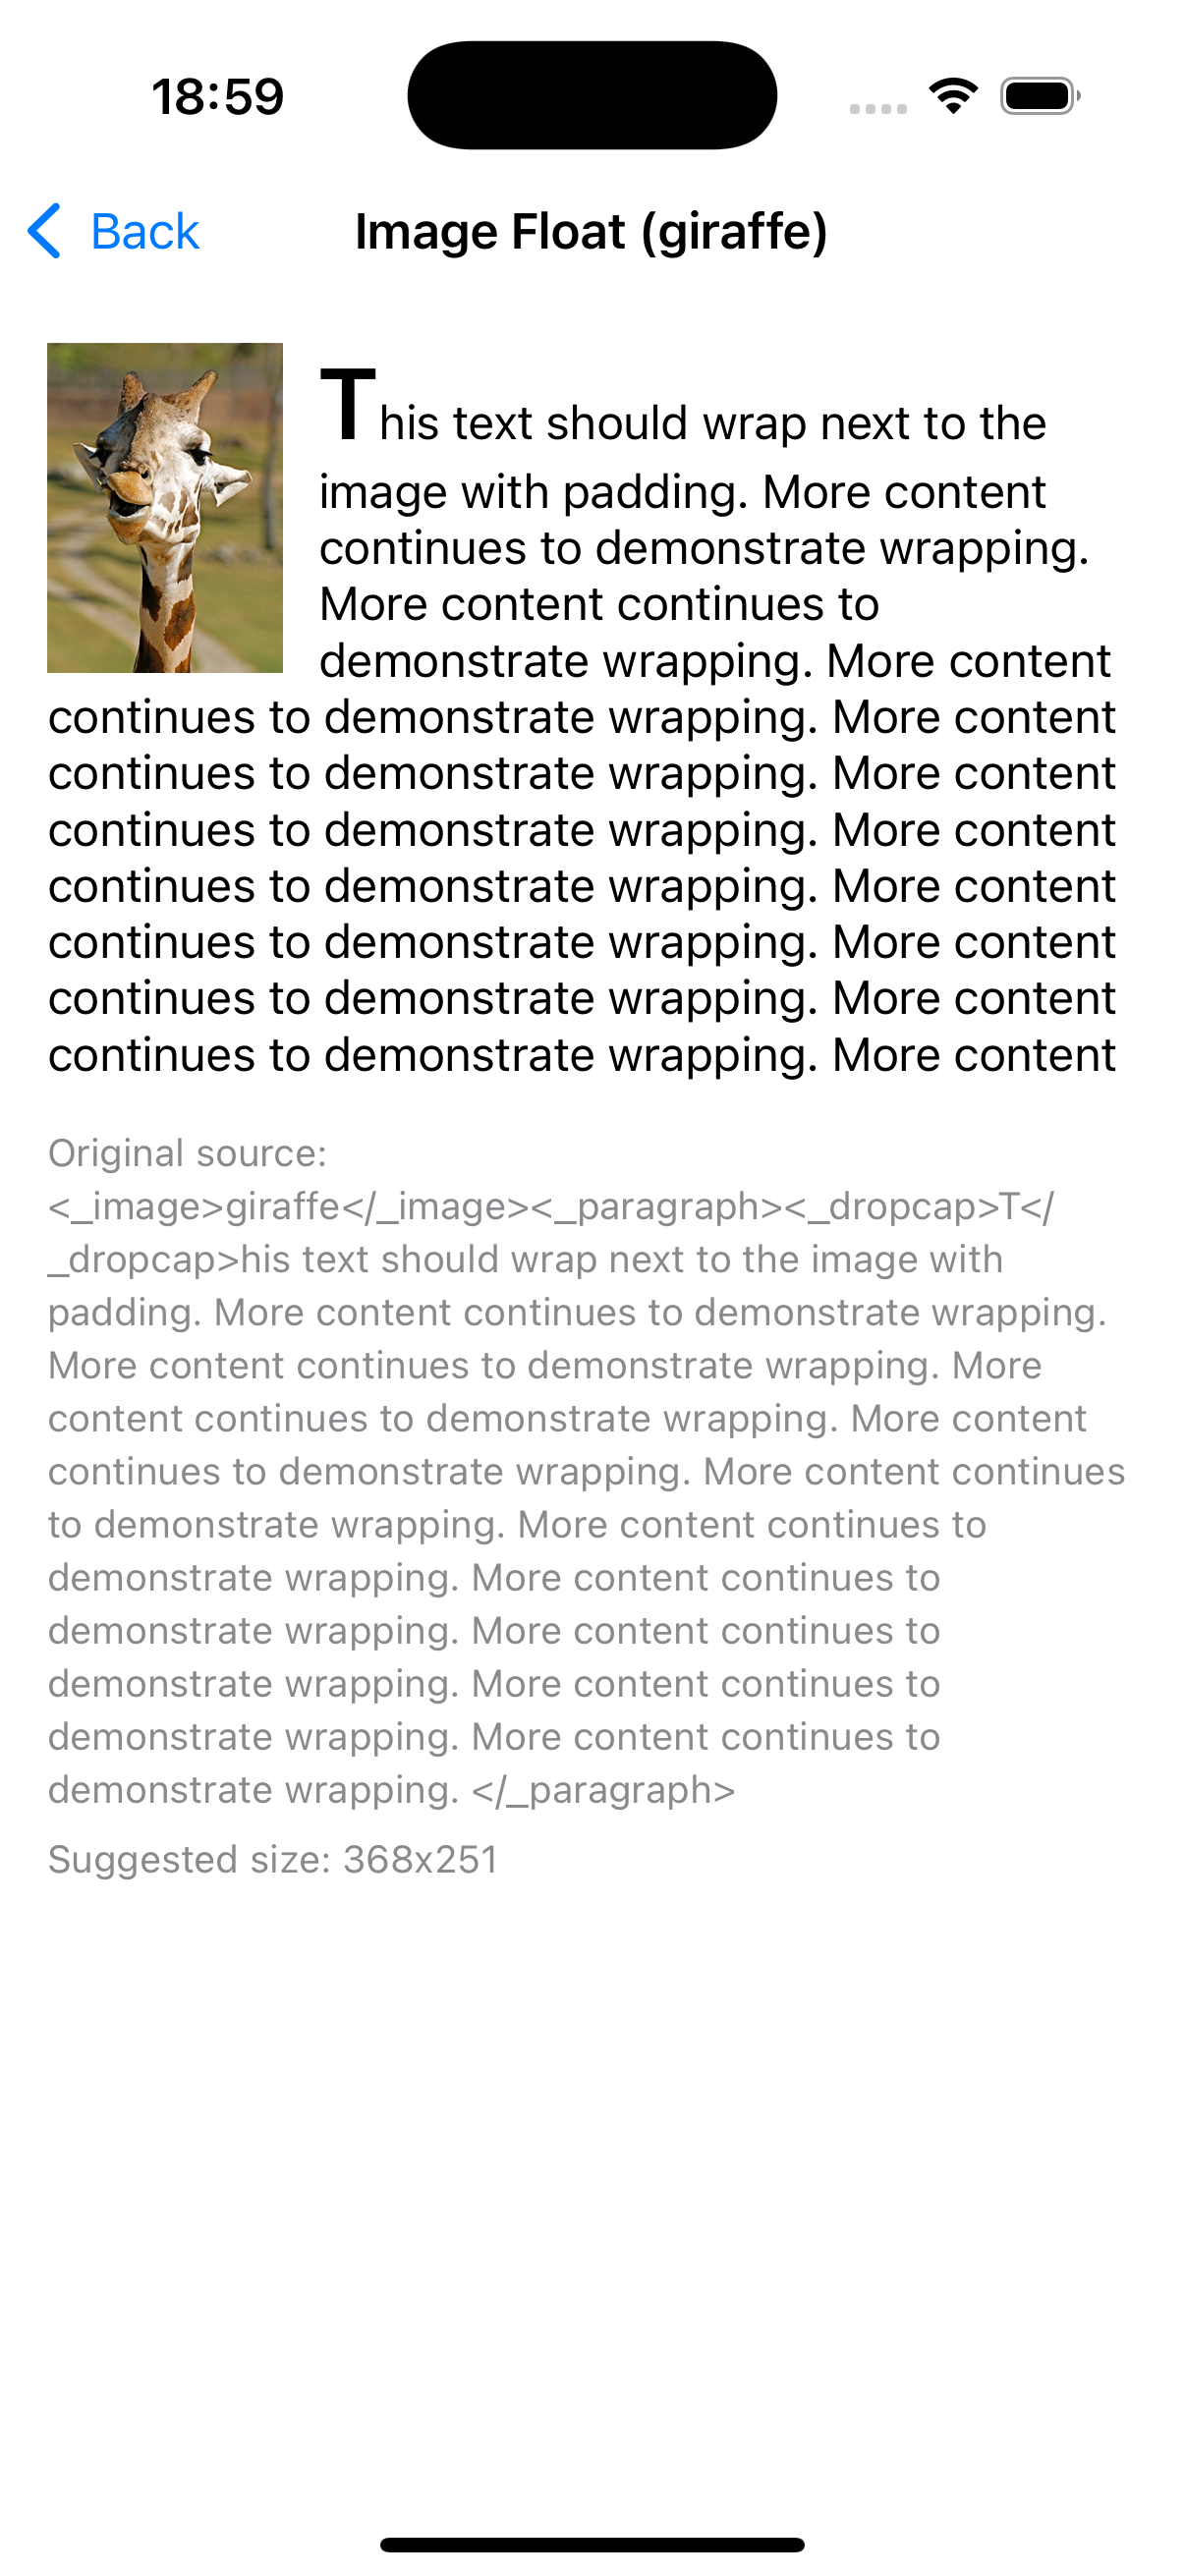 18:59
Back
Image Float (giraffe)
This text should wrap next to the
image with padding. More content
continues to demonstrate wrapping.
More content continues to
demonstrate wrapping. More content
continues to demonstrate wrapping. More content
continues to demonstrate wrapping. More content
continues to demonstrate wrapping. More content
continues to demonstrate wrapping. More content
continues to demonstrate wrapping. More content
continues to demonstrate wrapping. More content
continues to demonstrate wrapping. More content
Original source:
<_image>giraffe</_image><_paragraph><_dropcap>T</
_dropcap>his text should wrap next to the image with
padding. More content continues to demonstrate wrapping.
More content continues to demonstrate wrapping. More
content continues to demonstrate wrapping. More content
continues to demonstrate wrapping. More content continues
to demonstrate wrapping. More content continues to
demonstrate wrapping. More content continues to
demonstrate wrapping. More content continues to
demonstrate wrapping. More content continues to
demonstrate wrapping. More content continues to
demonstrate wrapping. </_paragraph>
Suggested size: 368x251